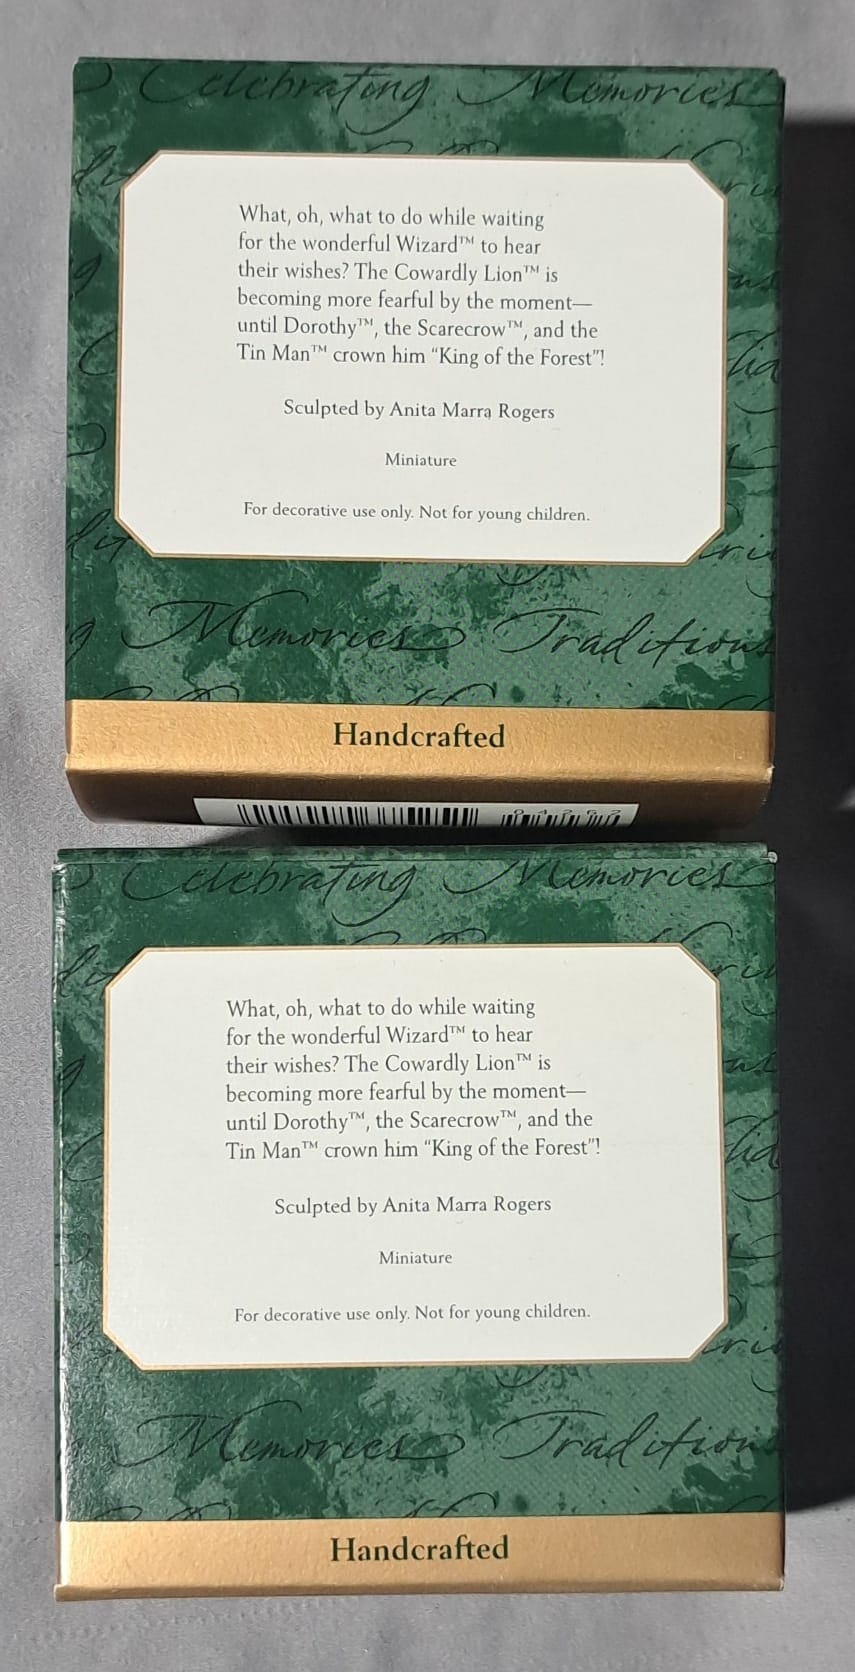 Celebrating Memories
What, oh, what to do while waiting
for the wonderful Wizard™ to hear
their wishes? The Cowardly Lion™ is
becoming more fearful by the moment—
until Dorothy™, the Scarecrow™, and the
Tin Man™ crown him “King of the Forest”!
Sculpted by Anita Marra Rogers
Miniature
For decorative use only. Not for young children.
Memories Traditions
Handcrafted
Celebrating Memories
What, oh, what to do while waiting
for the wonderful Wizard™ to hear
their wishes? The Cowardly Lion™ is
becoming more fearful by the moment—
until Dorothy™, the Scarecrow™, and the
Tin Man™ crown him “King of the Forest”!
Sculpted by Anita Marra Rogers
Miniature
For decorative use only. Not for young children.
Memories Traditions
Handcrafted